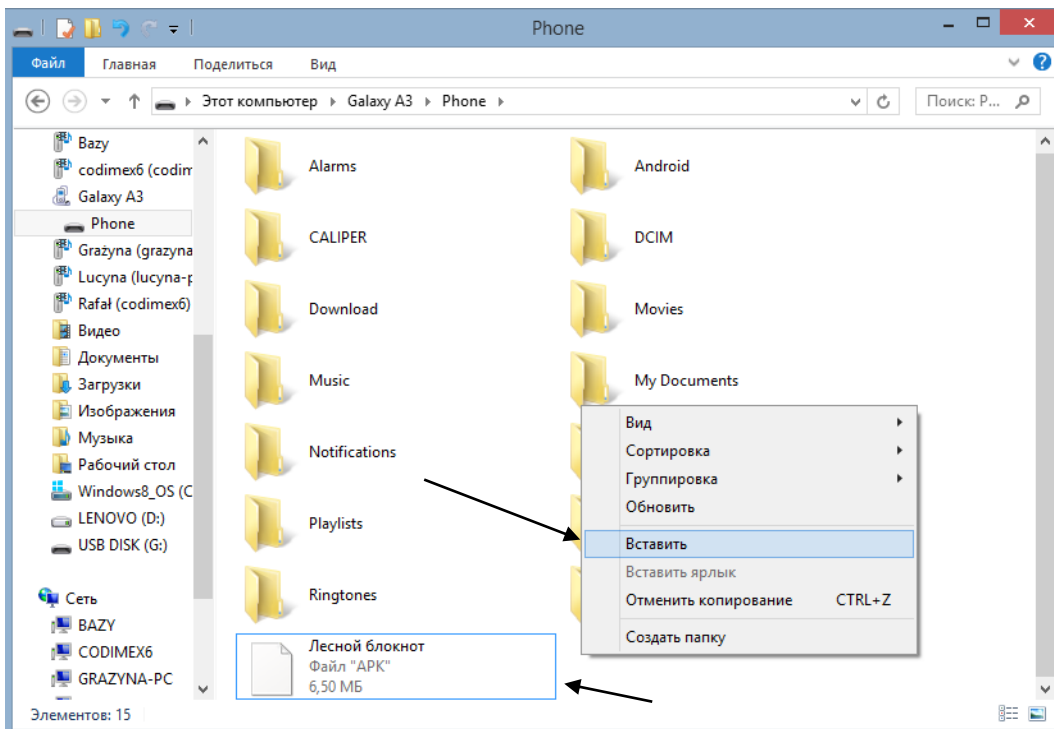 Phone
Файл Главная Поделиться Вид
Этот компьютер Galaxy A3 Phone
Поиск: P...
Bazy
codimex6 (codim
Galaxy A3
Phone
Grażyna (grazyna
Lucyna (lucyna-p
Rafał (codimex6)
Видео
Документы
Загрузки
Изображения
Музыка
Рабочий стол
Windows8_OS (C
LENOVO (D:)
USB DISK (G:)
Сеть
BAZY
CODIMEX6
GRAZYNA-PC
Alarms
Android
CALIPER
DCIM
Download
Movies
Music
My Documents
Notifications
Playlists
Ringtones
Лесной блокнот
Файл "APK"
6,50 МБ
Вид
Сортировка
Группировка
Обновить
Вставить
Вставить ярлык
Отменить копирование CTRL+Z
Создать папку
Элементов: 15